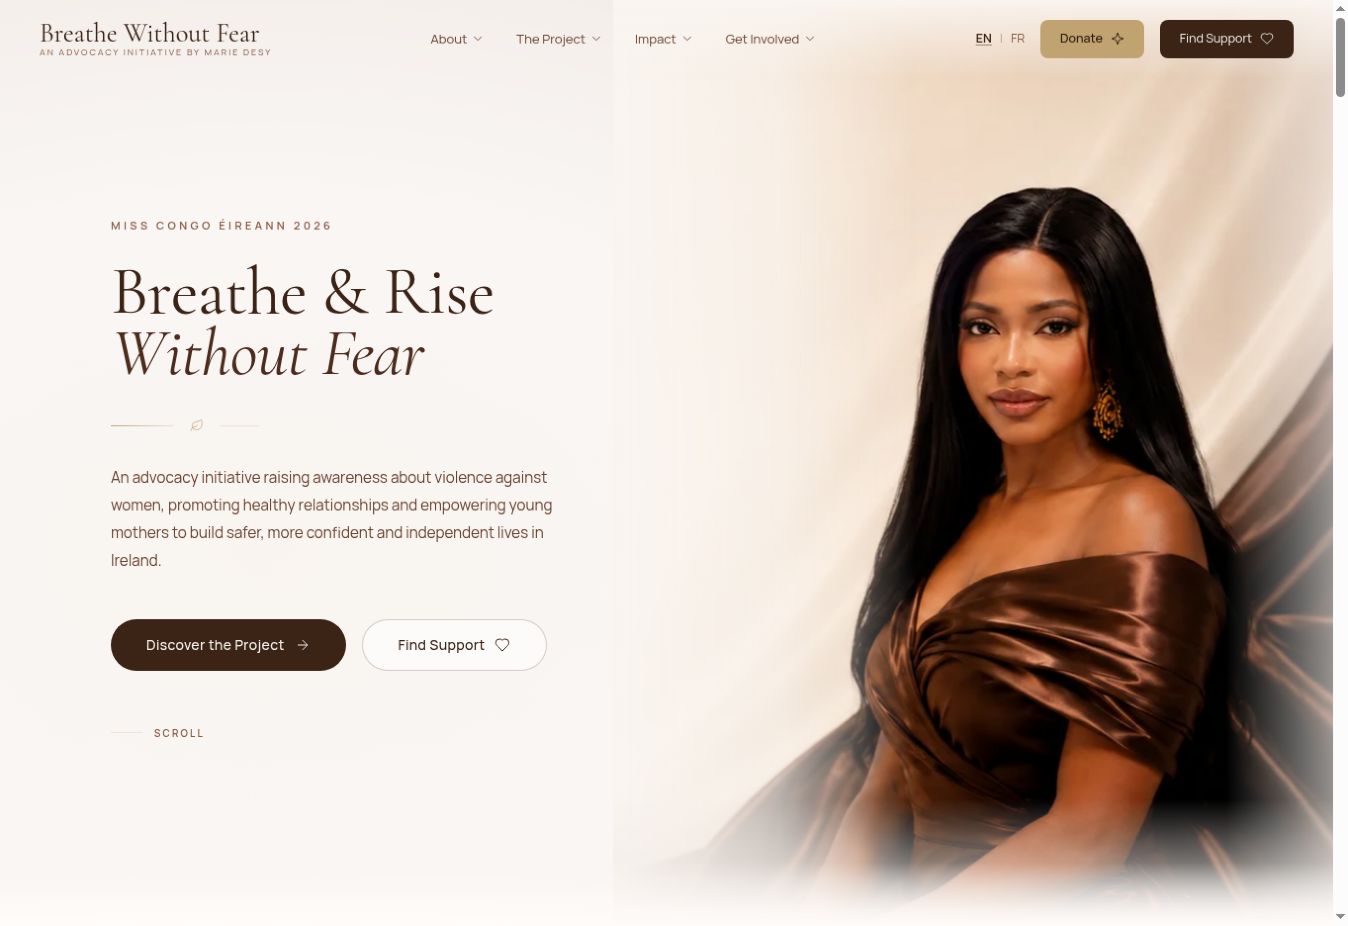 Breathe Without Fear
AN ADVOCACY INITIATIVE BY MARIE DESY
About
The Project
Impact
Get Involved
EN | FR
Donate
Find Support
MISS CONGO ÉIREANN 2026
Breathe & Rise
Without Fear
An advocacy initiative raising awareness about violence against
women, promoting healthy relationships and empowering young
mothers to build safer, more confident and independent lives in
Ireland.
Discover the Project
Find Support
SCROLL